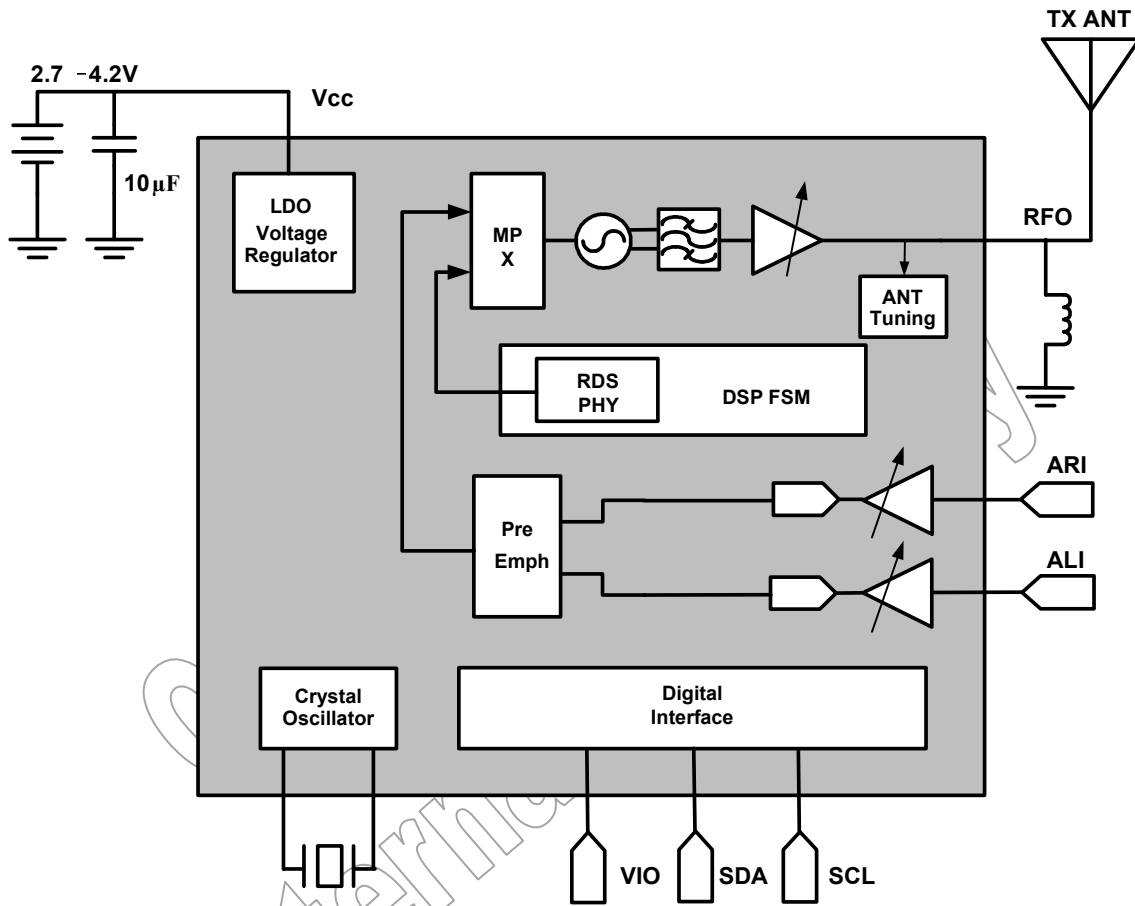 TX ANT
2.7 -4.2V
Vcc
10µF
LDO
Voltage
Regulator
MP
X
RFO
ANT
Tuning
RDS
PHY
DSP FSM
ARI
Pre
Emph
ALI
Crystal
Oscillator
Digital
Interface
VIO
SDA
SCL